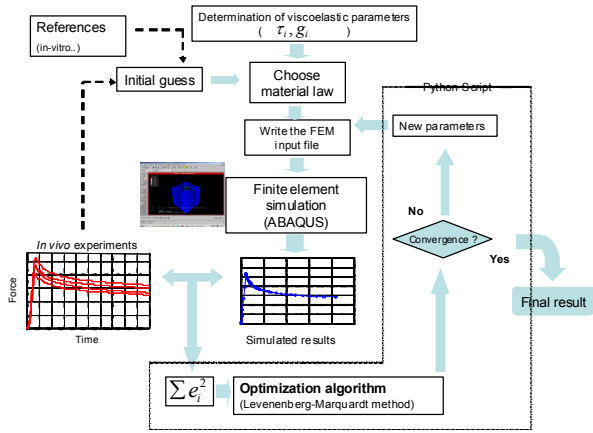 References
(in-vitro..)
Determination of viscoelastic parameters
( τi, gi )
Initial guess
Choose
material law
Python Script
Write the FEM
input file
New parameters
Finite element
simulation
(ABAQUS)
No
Convergence ?
Yes
In vivo experiments
Force
Time
Simulated results
Final result
∑ei²
Optimization algorithm
(Levenenberg-Marquardt method)